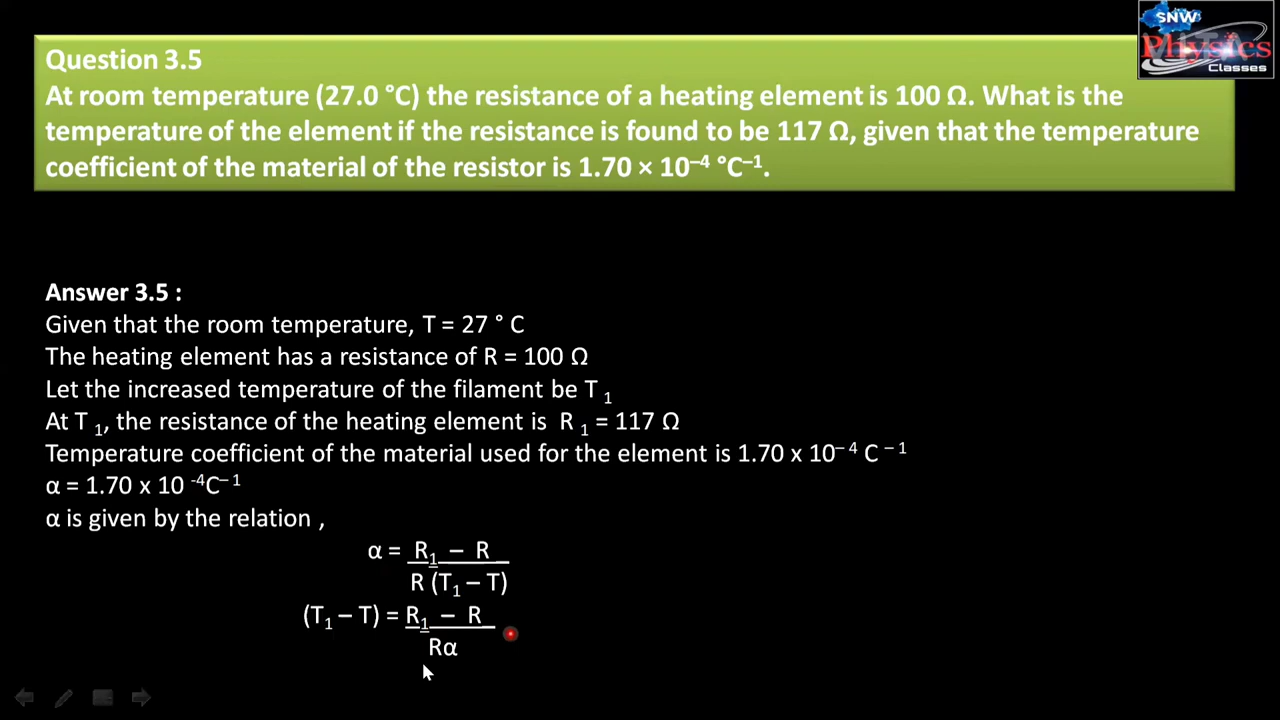 SNW
Physics
Classes
Question 3.5
At room temperature (27.0 °C) the resistance of a heating element is 100 Ω. What is the
temperature of the element if the resistance is found to be 117 Ω, given that the temperature
coefficient of the material of the resistor is 1.70 × 10⁻⁴ °C⁻¹.
Answer 3.5 :
Given that the room temperature, T = 27 ° C
The heating element has a resistance of R = 100 Ω
Let the increased temperature of the filament be T ₁
At T ₁, the resistance of the heating element is R ₁ = 117 Ω
Temperature coefficient of the material used for the element is 1.70 x 10⁻ ⁴ C ⁻ ¹
α = 1.70 x 10 ⁻⁴C⁻ ¹
α is given by the relation ,
α = R₁ – R
R (T₁ – T)
(T₁ – T) = R₁ – R
Rα